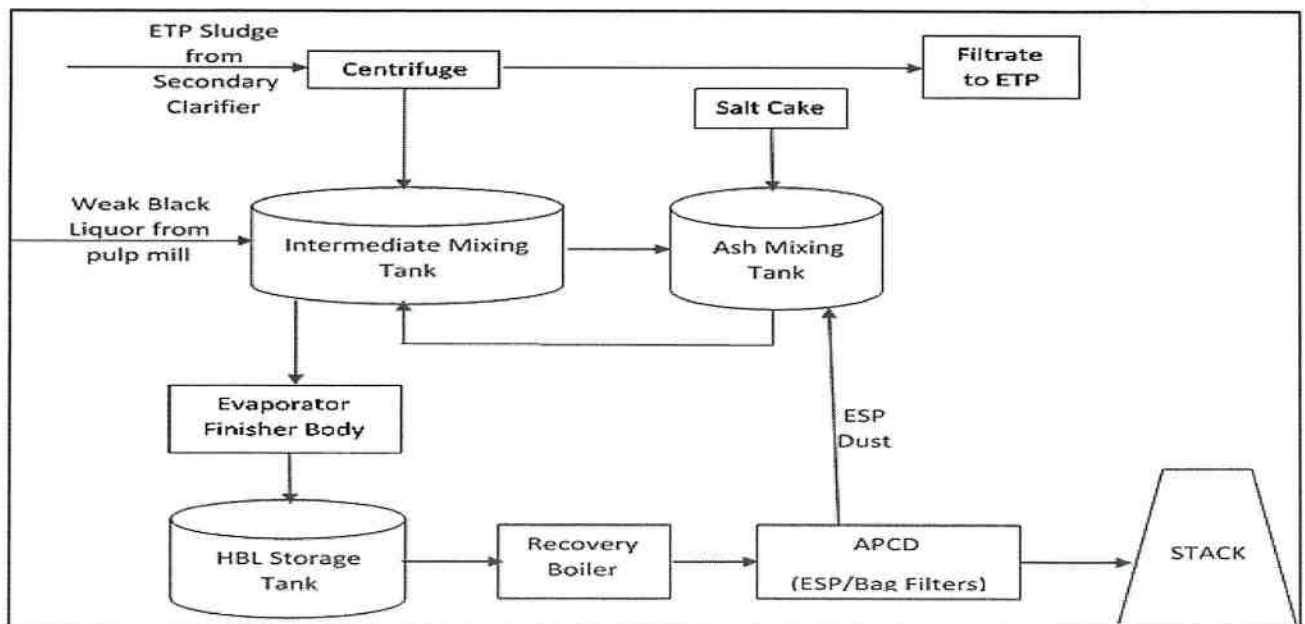 ETP Sludge
from
Secondary
Clarifier
Centrifuge
Filtrate
to ETP
Salt Cake
Weak Black
Liquor from
pulp mill
Intermediate Mixing
Tank
Ash Mixing
Tank
Evaporator
Finisher Body
ESP
Dust
HBL Storage
Tank
Recovery
Boiler
APCD
(ESP/Bag Filters)
STACK